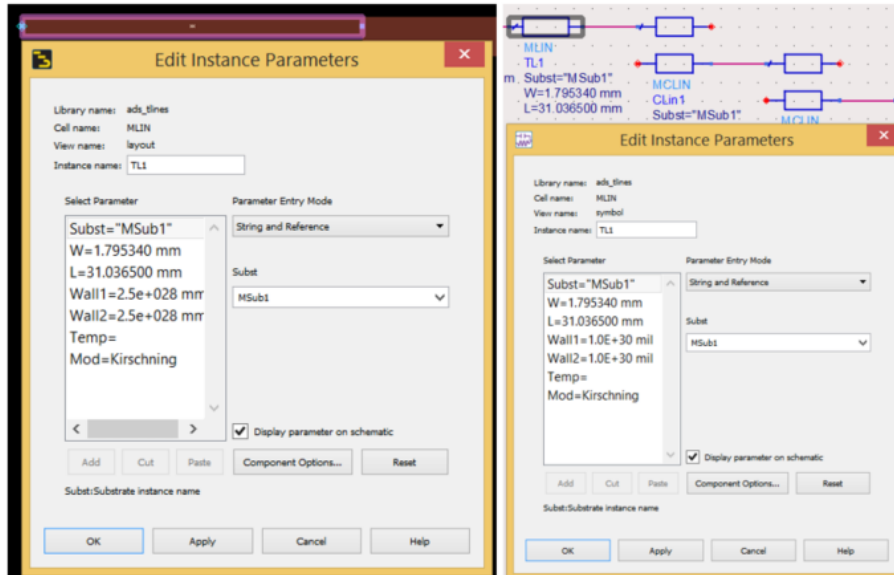 Edit Instance Parameters
Library name: ads_tlines
Cell name: MLIN
View name: layout
Instance name: TL1
Select Parameter
Parameter Entry Mode
Subst="MSub1"
W=1.795340 mm
L=31.036500 mm
Wall1=2.5e+028 mm
Wall2=2.5e+028 mm
Temp=
Mod=Kirschning
String and Reference
Subst
MSub1
Display parameter on schematic
Add
Cut
Paste
Component Options...
Reset
Subst:Substrate instance name
OK
Apply
Cancel
Help
MLIN
TL1
m Subst="MSub1"
W=1.795340 mm
L=31.036500 mm
MCLIN
CLin1
Subst="MSub1"
MCLIN
Edit Instance Parameters
Library name: ads_tlines
Cell name: MLIN
View name: symbol
Instance name: TL1
Select Parameter
Parameter Entry Mode
Subst="MSub1"
W=1.795340 mm
L=31.036500 mm
Wall1=1.0E+30 mil
Wall2=1.0E+30 mil
Temp=
Mod=Kirschning
String and Reference
Subst
MSub1
Display parameter on schematic
Add
Cut
Paste
Component Options...
Reset
Subst:Substrate instance name
OK
Apply
Cancel
Help